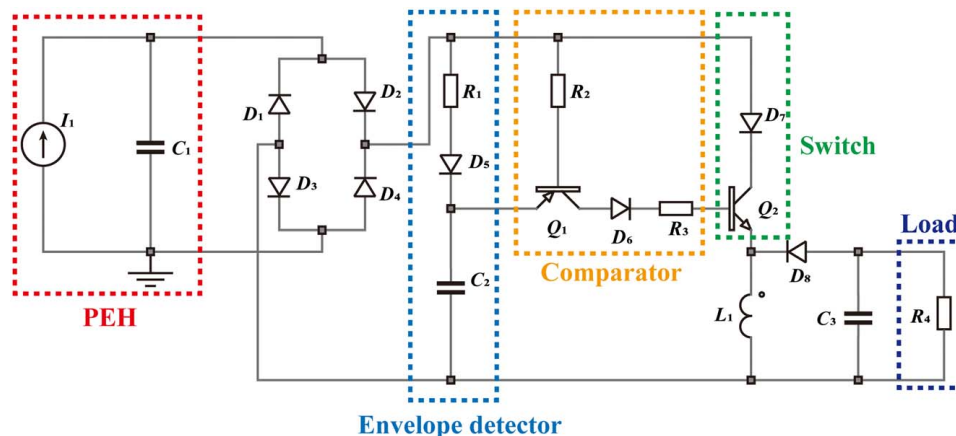 I1
C1
PEH
D1
D2
D3
D4
R1
D5
C2
Envelope detector
R2
Q1
D6
R3
Comparator
D7
Q2
Switch
D8
L1
C3
Load
R4